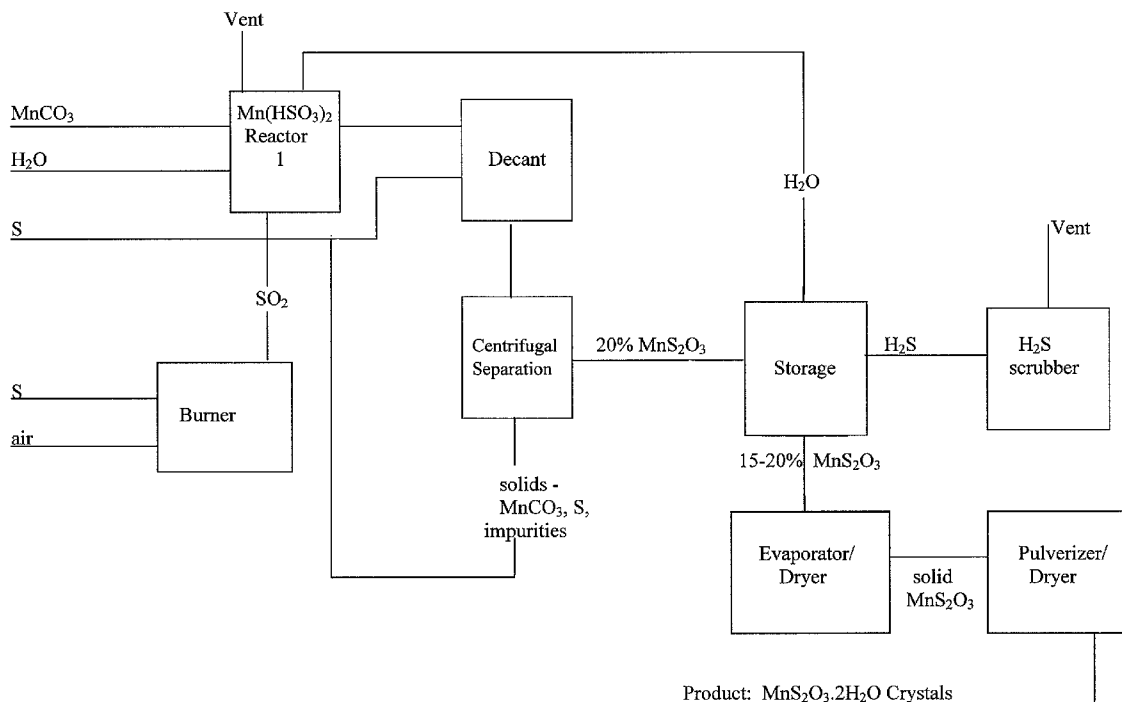 Vent
MnCO₃
Mn(HSO₃)₂
Reactor
1
H₂O
Decant
H₂O
S
Vent
SO₂
Centrifugal
Separation
20% MnS₂O₃
Storage
H₂S
H₂S
scrubber
S
Burner
air
15-20% MnS₂O₃
solids -
MnCO₃, S,
impurities
Evaporator/
Dryer
solid
MnS₂O₃
Pulverizer/
Dryer
Product: MnS₂O₃.2H₂O Crystals